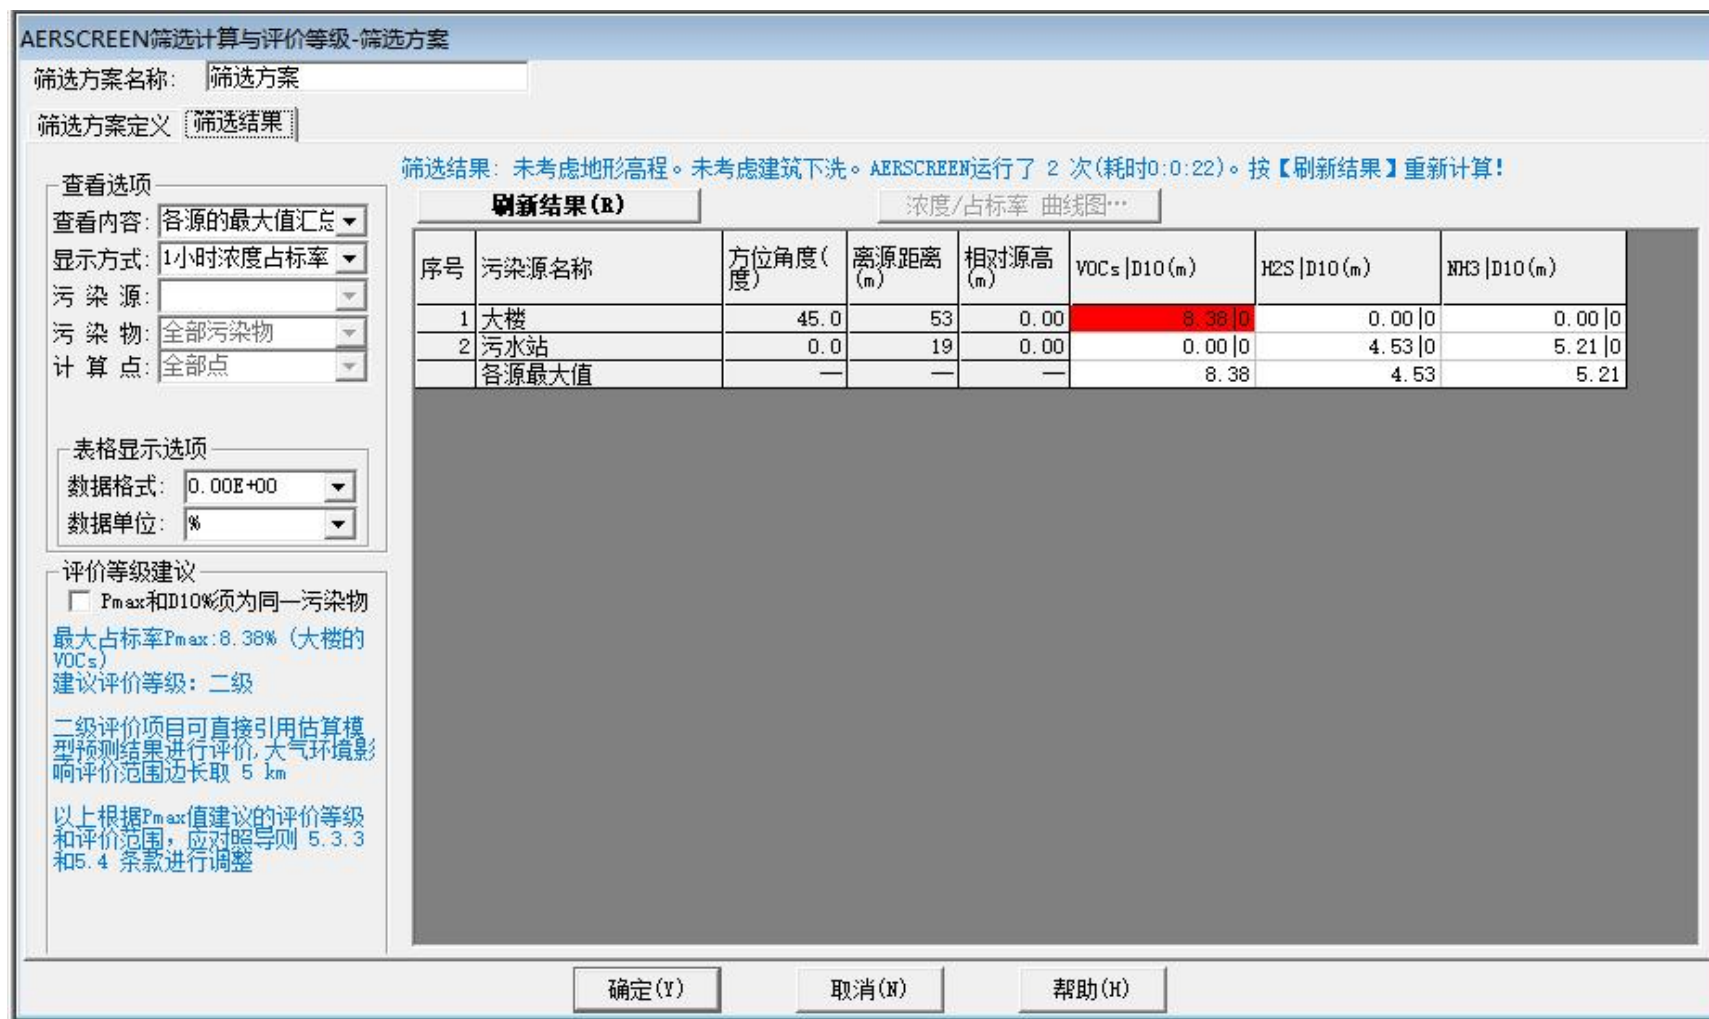 AERSCREEN筛选计算与评价等级-筛选方案
筛选方案名称: 筛选方案
筛选方案定义 筛选结果
筛选结果: 未考虑地形高程。未考虑建筑下洗。AERSCREEN运行了 2 次(耗时0:0:22)。按【刷新结果】重新计算!
查看选项
刷新结果(R) 浓度/占标率 曲线图…
查看内容: 各源的最大值汇总
显示方式: 1小时浓度占标率
污 染 源:
污 染 物: 全部污染物
计 算 点: 全部点
序号 污染源名称 方位角度(度) 离源距离(m) 相对源高(m) VOCs|D10(m) H2S|D10(m) NH3|D10(m)
1 大楼 45.0 53 0.00 8.38|0 0.00|0 0.00|0
2 污水站 0.0 19 0.00 0.00|0 4.53|0 5.21|0
各源最大值 — — — 8.38 4.53 5.21
表格显示选项
数据格式: 0.00E+00
数据单位: %
评价等级建议
Pmax和D10%须为同一污染物
最大占标率Pmax:8.38% (大楼的
VOCs)
建议评价等级: 二级
二级评价项目可直接引用估算模
型预测结果进行评价,大气环境影
响评价范围边长取 5 km
以上根据Pmax值建议的评价等级
和评价范围, 应对照导则 5.3.3
和5.4 条款进行调整
确定(Y) 取消(N) 帮助(H)